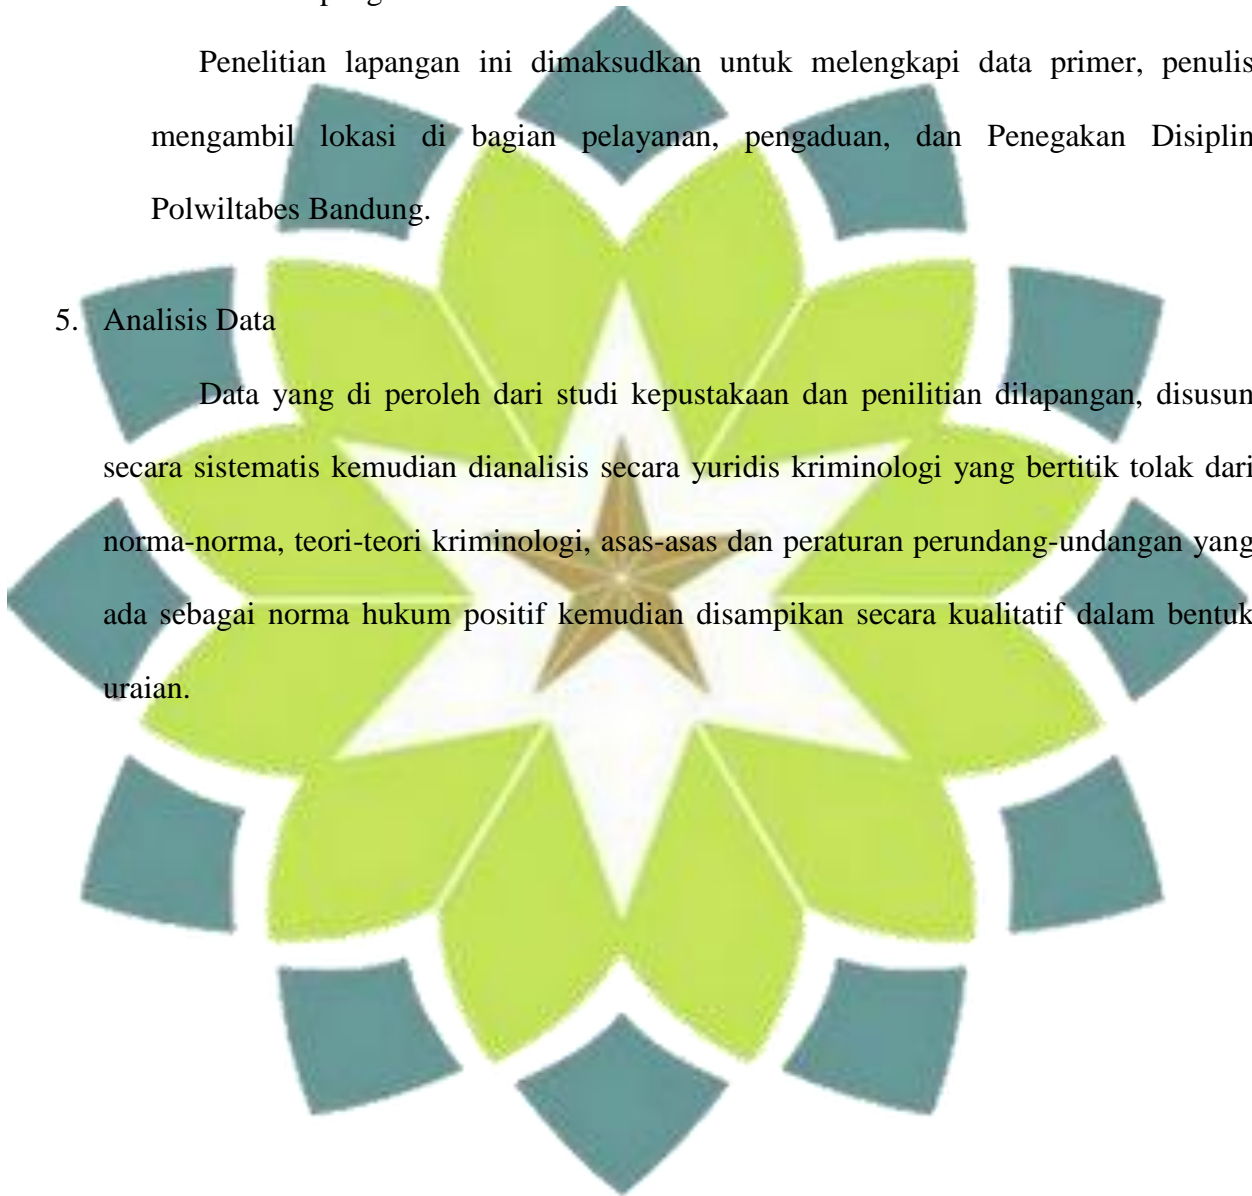 Penelitian lapangan ini dimaksudkan untuk melengkapi data primer, penulis
mengambil lokasi di bagian pelayanan, pengaduan, dan Penegakan Disiplin
Polwiltabes Bandung.
5. Analisis Data
Data yang di peroleh dari studi kepustakaan dan penilitian dilapangan, disusun
secara sistematis kemudian dianalisis secara yuridis kriminologi yang bertitik tolak dari
norma-norma, teori-teori kriminologi, asas-asas dan peraturan perundang-undangan yang
ada sebagai norma hukum positif kemudian disampikan secara kualitatif dalam bentuk
uraian.